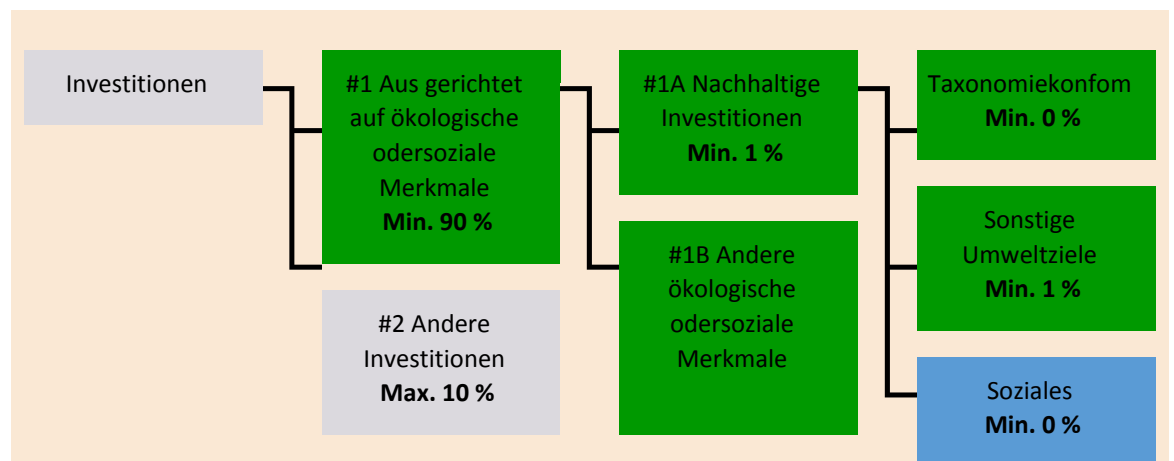 Investitionen
#1 Aus gerichtet
auf ökologische
odersoziale
Merkmale
Min. 90 %
#2 Andere
Investitionen
Max. 10 %
#1A Nachhaltige
Investitionen
Min. 1 %
#1B Andere
ökologische
odersoziale
Merkmale
Taxonomiekonfom
Min. 0 %
Sonstige
Umweltziele
Min. 1 %
Soziales
Min. 0 %